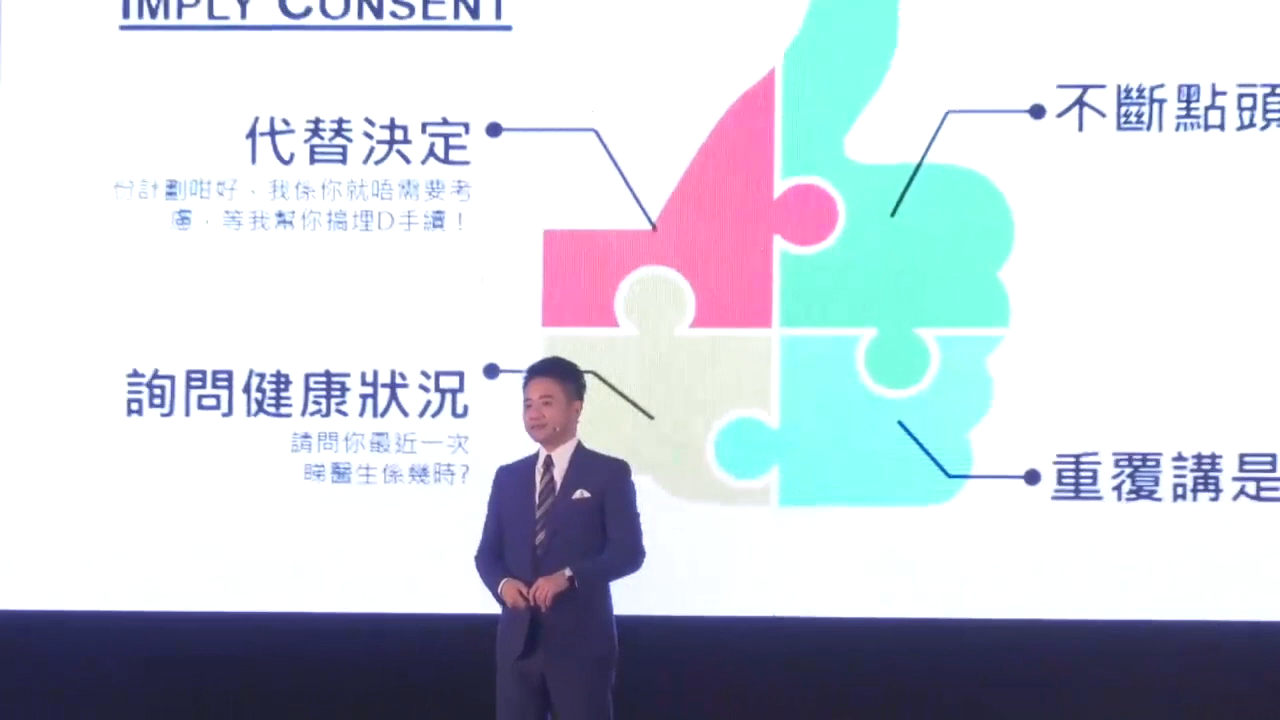 IMPLY CONSENT
代替決定
份計劃咁好、我係你就唔需要考
慮，等我幫你搞埋D手續！
不斷點頭
詢問健康狀況
請問你最近一次
睇醫生係幾時?
重覆講是